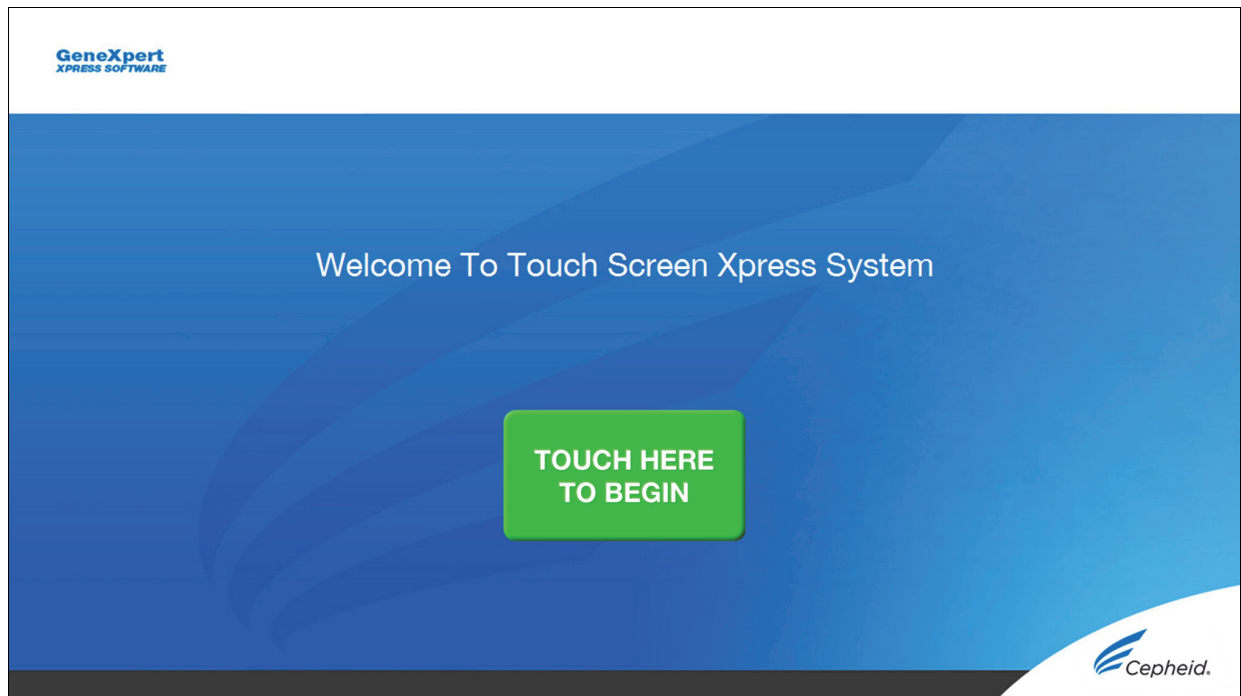 GeneXpert
XPRESS SOFTWARE
Welcome To Touch Screen Xpress System
TOUCH HERE
TO BEGIN
Cepheid.